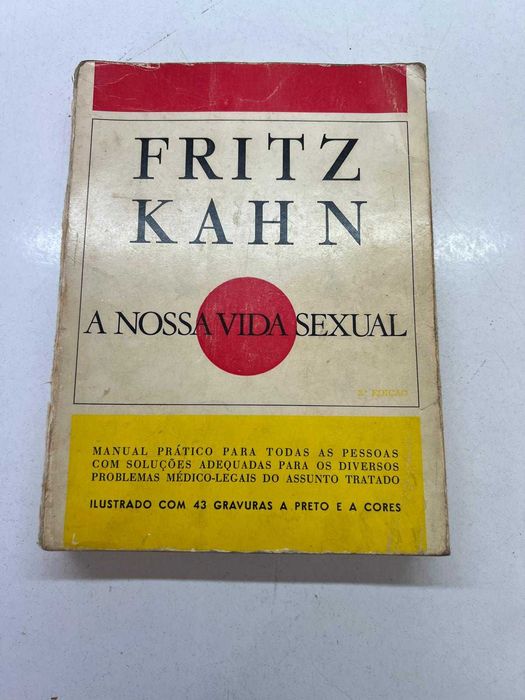 FRITZ
KAHN
A NOSSA VIDA SEXUAL
EDIÇÃO
MANUAL PRÁTICO PARA TODAS AS PESSOAS
COM SOLUÇÕES ADEQUADAS PARA OS DIVERSOS
PROBLEMAS MÉDICO-LEGAIS DO ASSUNTO TRATADO
ILUSTRADO COM 43 GRAVURAS A PRETO E A CORES